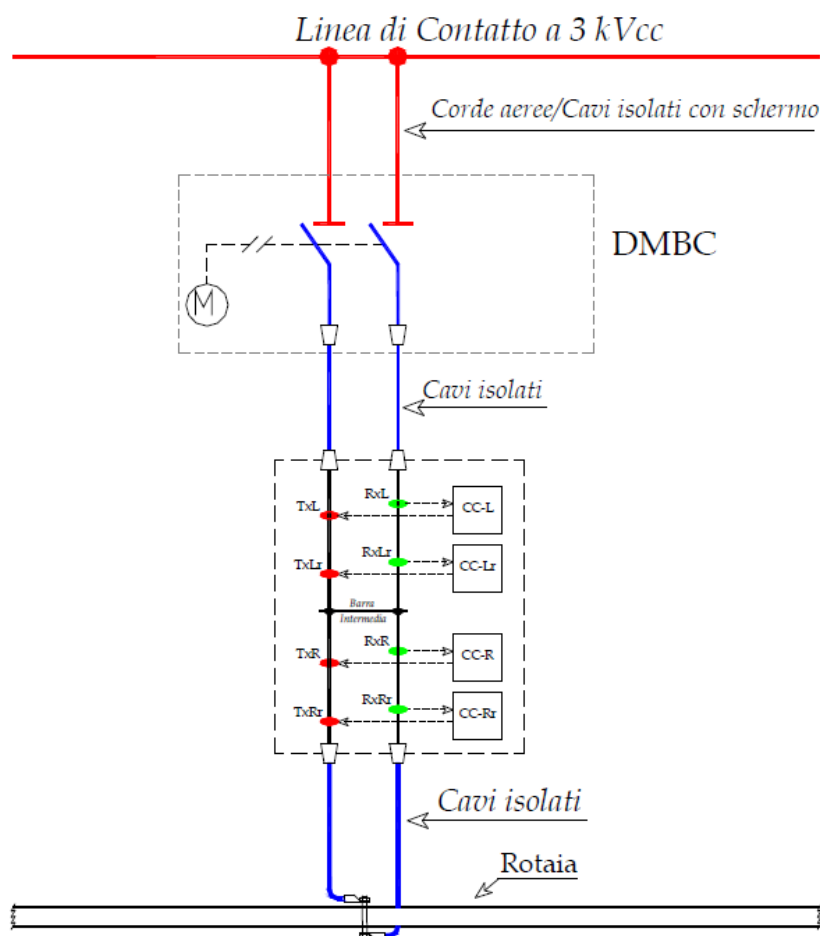 Linea di Contatto a 3 kVcc
Corde aeree/Cavi isolati con schermo
DMBC
M
Cavi isolati
RxL
TxL
CC-L
RxLr
TxLr
CC-Lr
Barra
Intermedia
RxR
TxR
CC-R
RxRr
TxRr
CC-Rr
Cavi isolati
Rotaia